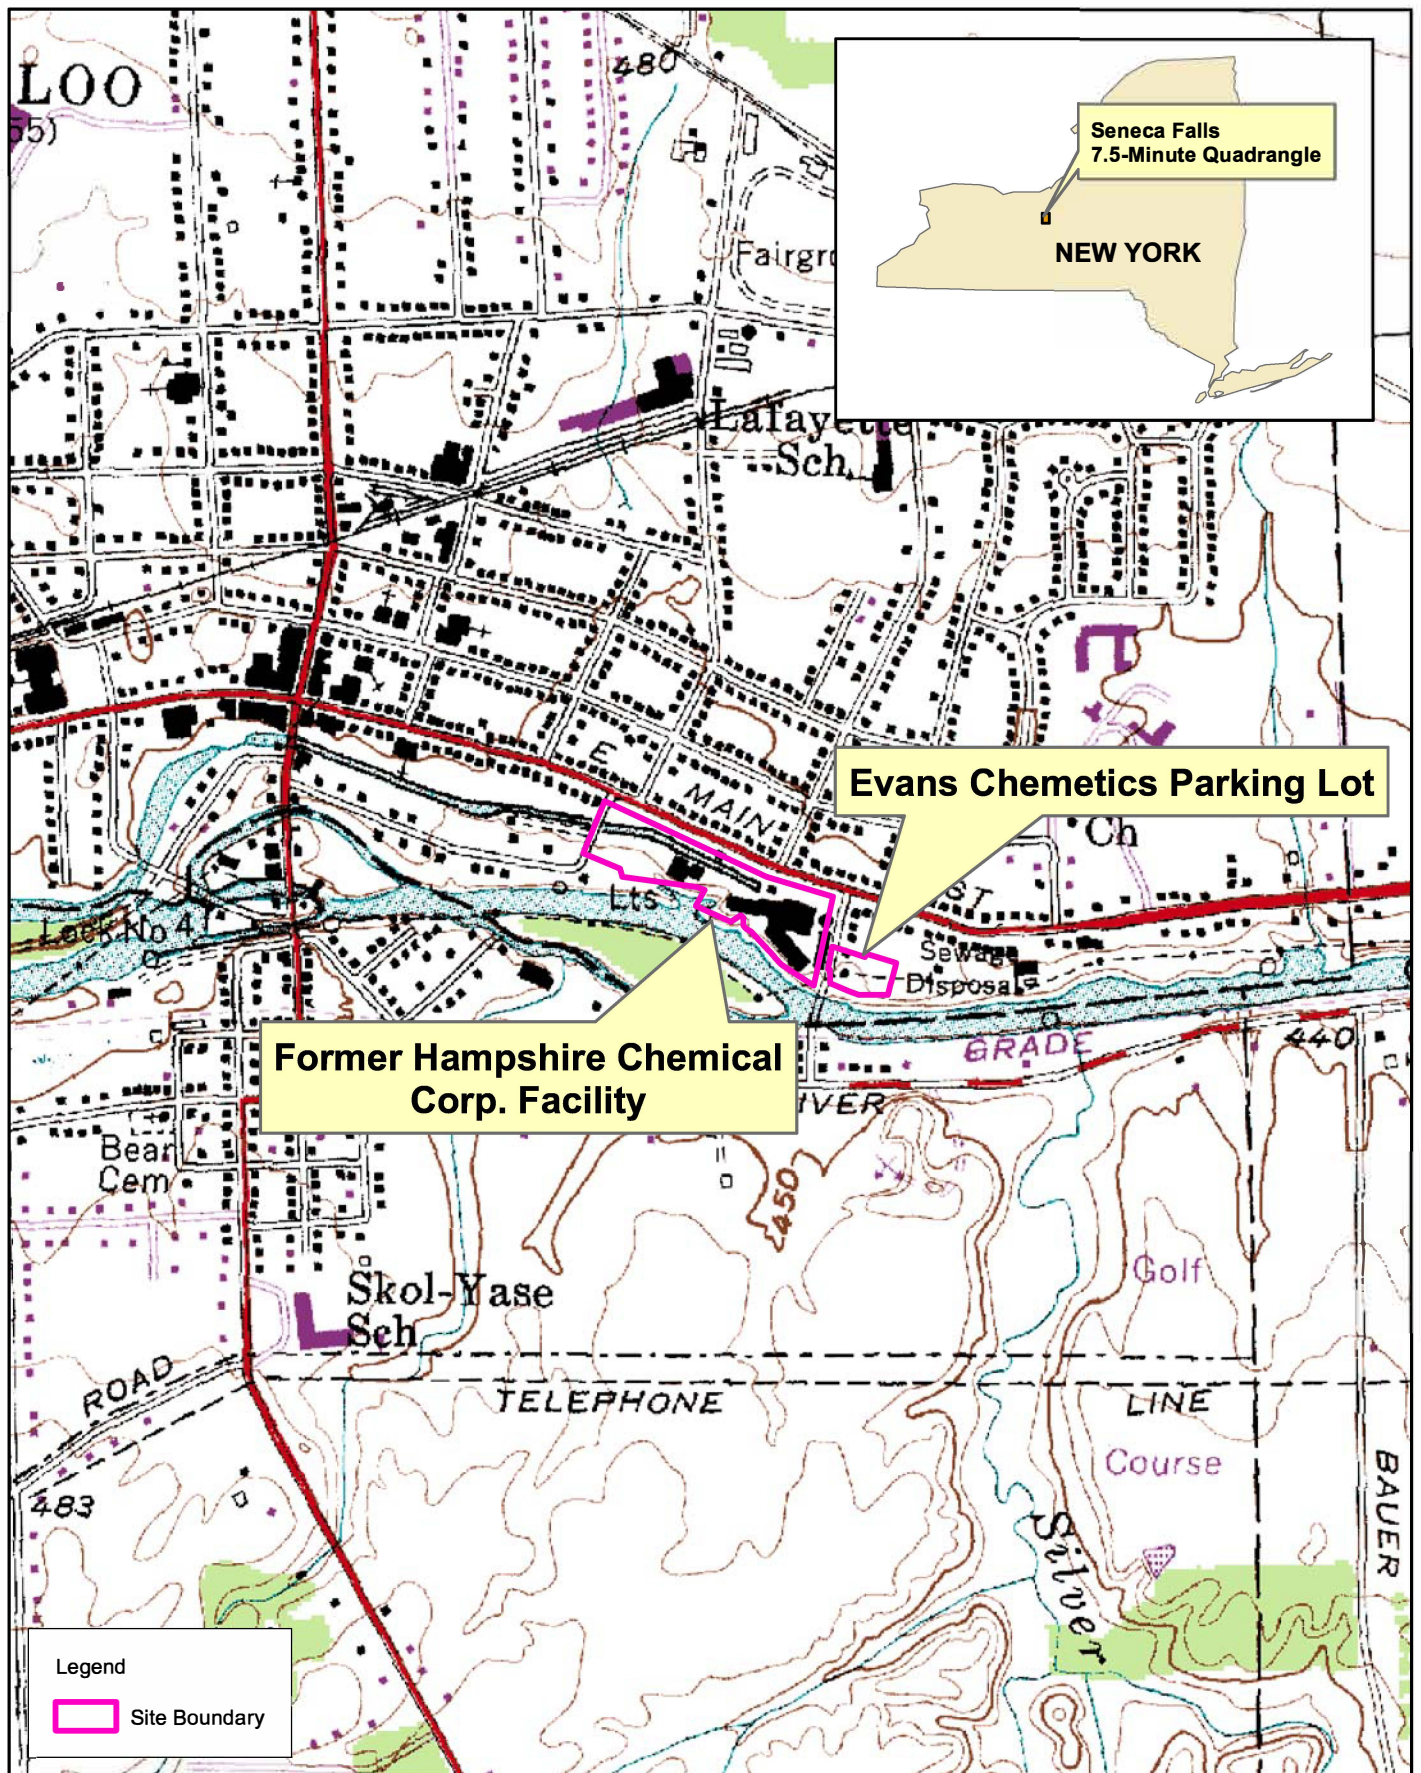 LOO
55)
480
Seneca Falls
7.5-Minute Quadrangle
NEW YORK
Fairgr
Lafayette
Sch.
E
MAIN
ST
Evans Chemetics Parking Lot
Ch
Lts
Lock No 4
Sewage
Disposal
Former Hampshire Chemical
Corp. Facility
GRADE
440
IVER
Bear
Cem
450
Golf
Skol-Yase
Sch
ROAD
TELEPHONE
LINE
Course
BAUER
483
Silver
Legend
Site Boundary